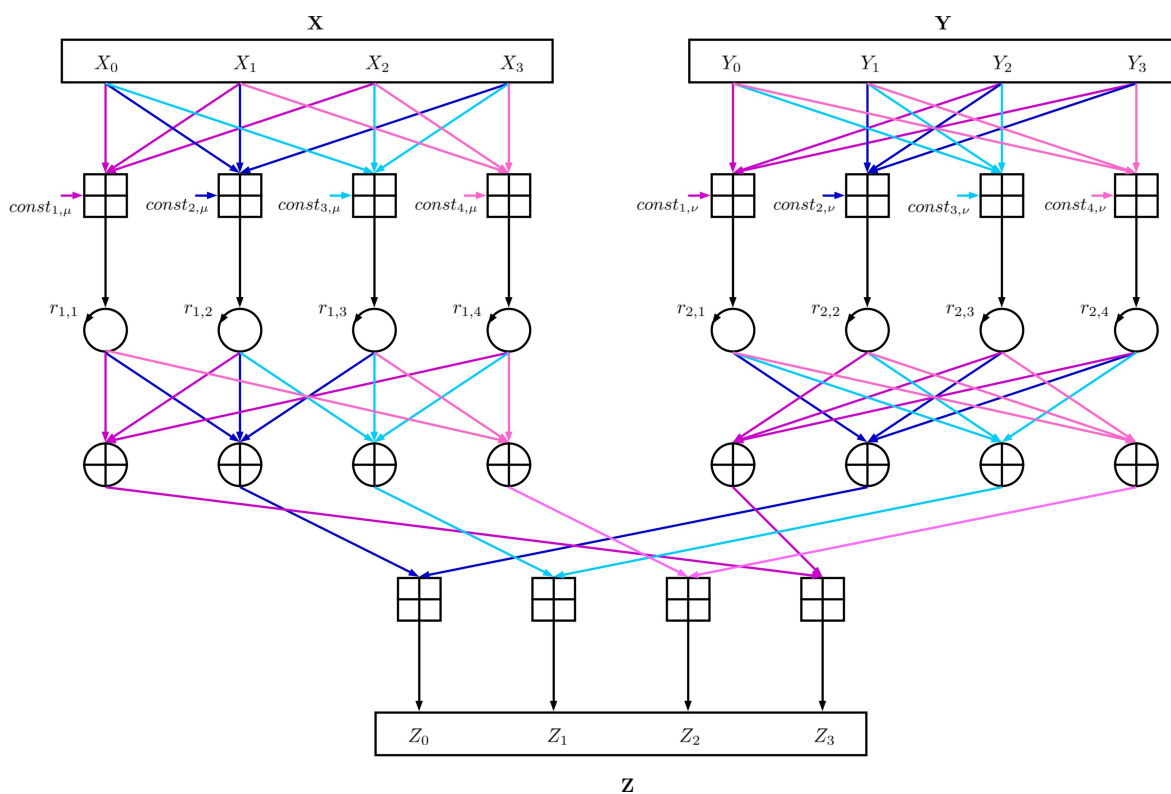 X Y
X_0 X_1 X_2 X_3 Y_0 Y_1 Y_2 Y_3
const_{1,μ} const_{2,μ} const_{3,μ} const_{4,μ} const_{1,ν} const_{2,ν} const_{3,ν} const_{4,ν}
r_{1,1} r_{1,2} r_{1,3} r_{1,4} r_{2,1} r_{2,2} r_{2,3} r_{2,4}
Z_0 Z_1 Z_2 Z_3
Z